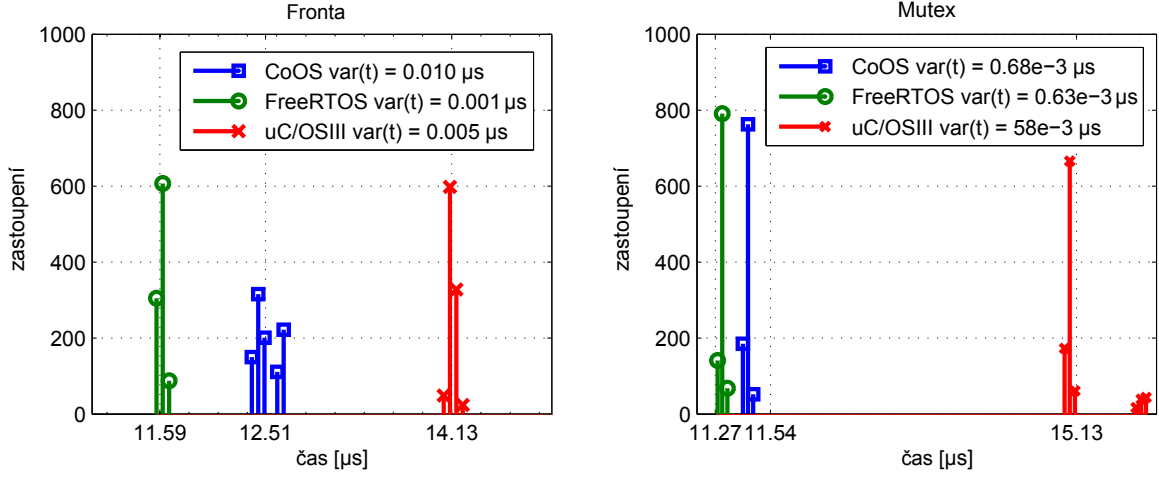 Fronta
1000
800
600
400
200
0
zastoupení
CoOS var(t) = 0.010 µs
FreeRTOS var(t) = 0.001 µs
uC/OSIII var(t) = 0.005 µs
11.59 12.51 14.13
čas [µs]
Mutex
1000
800
600
400
200
0
zastoupení
CoOS var(t) = 0.68e−3 µs
FreeRTOS var(t) = 0.63e−3 µs
uC/OSIII var(t) = 58e−3 µs
11.27 11.54 15.13
čas [µs]